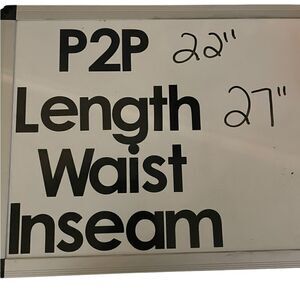 P2P 22"
Length 27"
Waist
Inseam